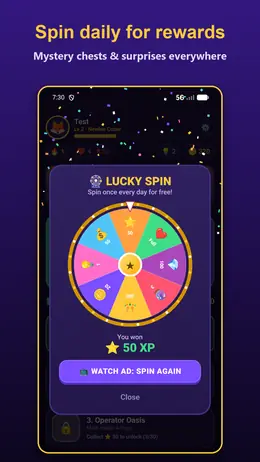 Spin daily for rewards
Mystery chests & surprises everywhere
7:30
5G
Test
LUCKY SPIN
Spin once every day for free!
You won
50 XP
WATCH AD: SPIN AGAIN
Close
3. Operator Oasis